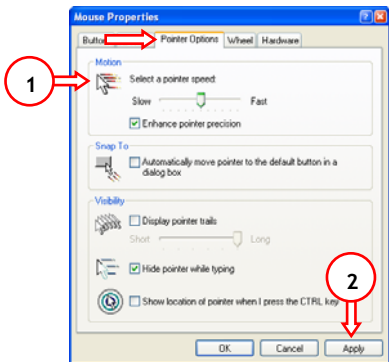 Mouse Properties
Pointer Options Wheel Hardware
Motion
1
Select a pointer speed:
Slow Fast
Enhance pointer precision
Snap To
Automatically move pointer to the default button in a
dialog box
Visibility
Display pointer trails
Short Long
Hide pointer while typing
2
Show location of pointer when I press the CTRL key
OK Cancel Apply